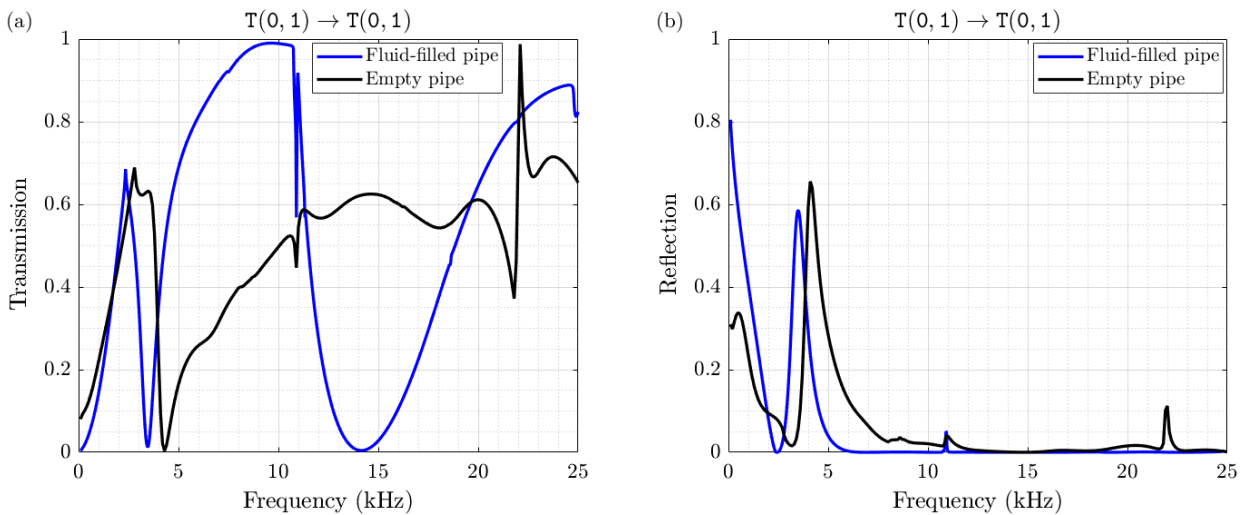 (a)
T(0,1) → T(0,1)
Transmission
1
0.8
0.6
0.4
0.2
0
Fluid-filled pipe
Empty pipe
0 5 10 15 20 25
Frequency (kHz)
(b)
T(0,1) → T(0,1)
Reflection
1
0.8
0.6
0.4
0.2
0
Fluid-filled pipe
Empty pipe
0 5 10 15 20 25
Frequency (kHz)